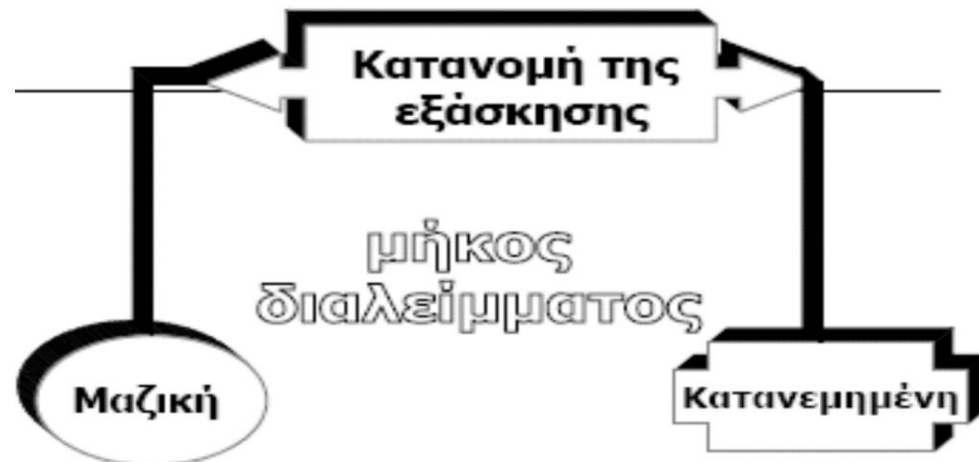 Κατανομή της
εξάσκησης
μήκος
διαλείμματος
Μαζική
Κατανεμημένη